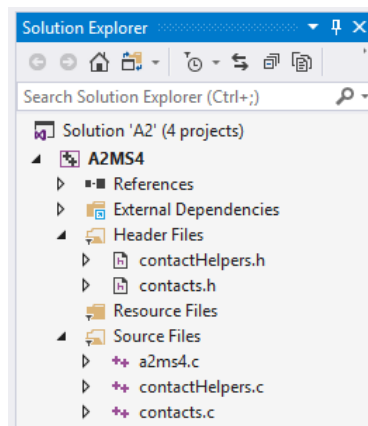 Solution Explorer
Search Solution Explorer (Ctrl+;)
Solution 'A2' (4 projects)
A2MS4
References
External Dependencies
Header Files
contactHelpers.h
contacts.h
Resource Files
Source Files
a2ms4.c
contactHelpers.c
contacts.c